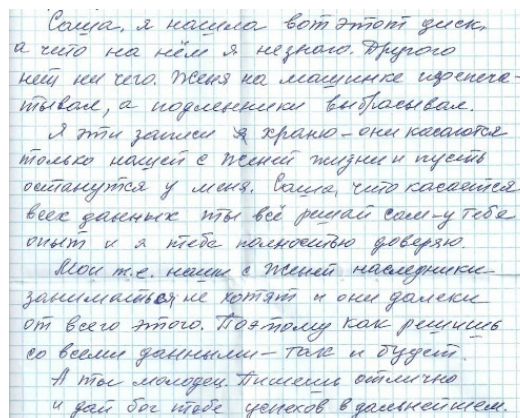 Саша, я нашла вот этот диск,
а что на нём я незнаю. Другого
нет ни чего. Женя на машинке перепеча-
тывал, а подлинники выбрасывал.
Я эти записи я храню – они касаются
только нашей с Женей жизни и пусть
останутся у меня. Саша, что касается
всех данных ты всё решай сам – у тебя
опыт и я тебе полностью доверяю.
Мои т.е. наши с Женей наследники
заниматься не хотят и они далеки
от всего этого. Поэтому как решишь
со всеми данными – так и будет.
А ты молодец. Пишешь отлично
и дай бог тебе успехов в дальнейшем.